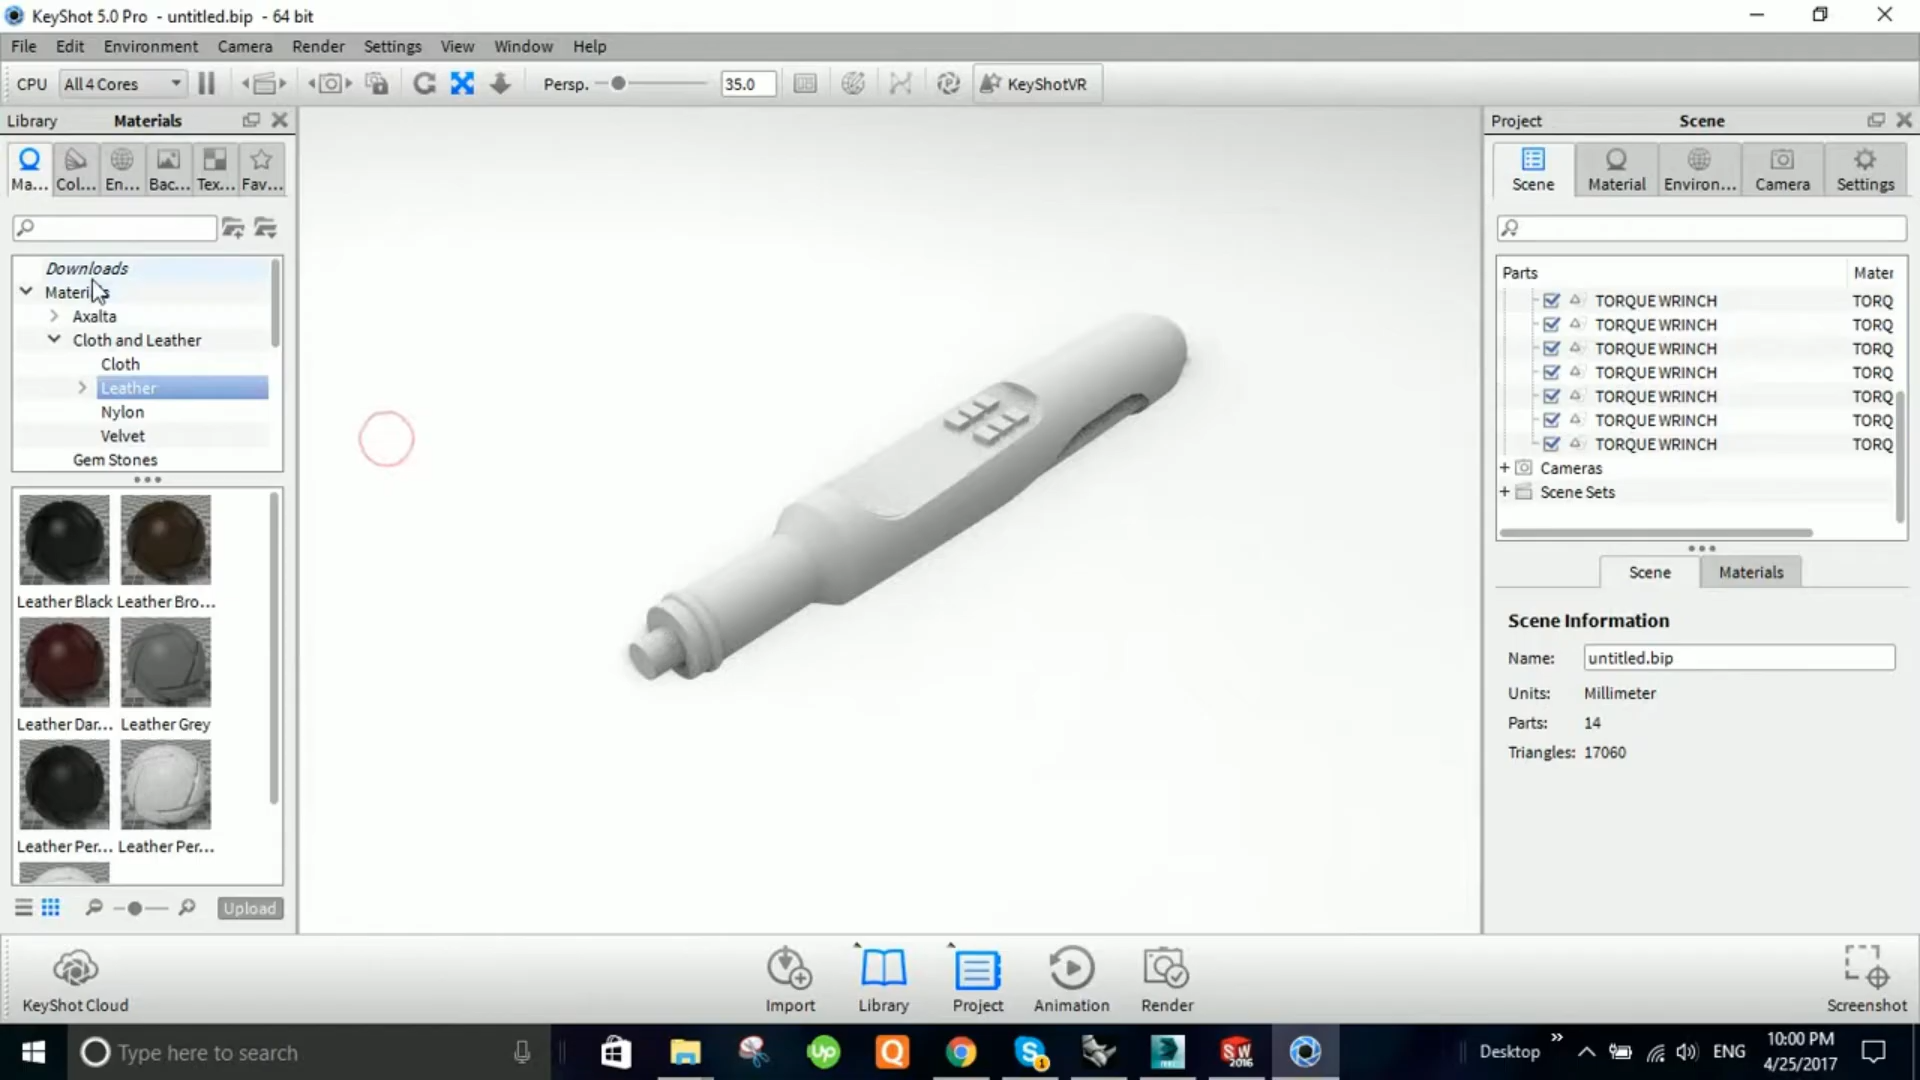 KeyShot 5.0 Pro - untitled.bip - 64 bit
File Edit Environment Camera Render Settings View Window Help
CPU All 4 Cores Persp. 35.0 KeyShotVR
Library Materials
Ma... Col... En... Bac... Tex... Fav...
Downloads
Axalta
Cloth and Leather
Cloth
Leather
Nylon
Velvet
Gem Stones
Leather Black Leather Bro...
Leather Dar... Leather Grey
Leather Per... Leather Per...
Upload
Project Scene
Scene Material Environ... Camera Settings
Parts Mater
TORQUE WRINCH TORQ
TORQUE WRINCH TORQ
TORQUE WRINCH TORQ
TORQUE WRINCH TORQ
TORQUE WRINCH TORQ
TORQUE WRINCH TORQ
TORQUE WRINCH TORQ
Cameras
Scene Sets
Scene Materials
Scene Information
Name: untitled.bip
Units: Millimeter
Parts: 14
Triangles: 17060
KeyShot Cloud Import Library Project Animation Render Screenshot
Type here to search
Up
Q
1
SW
2016
Desktop
ENG
10:00 PM
4/25/2017